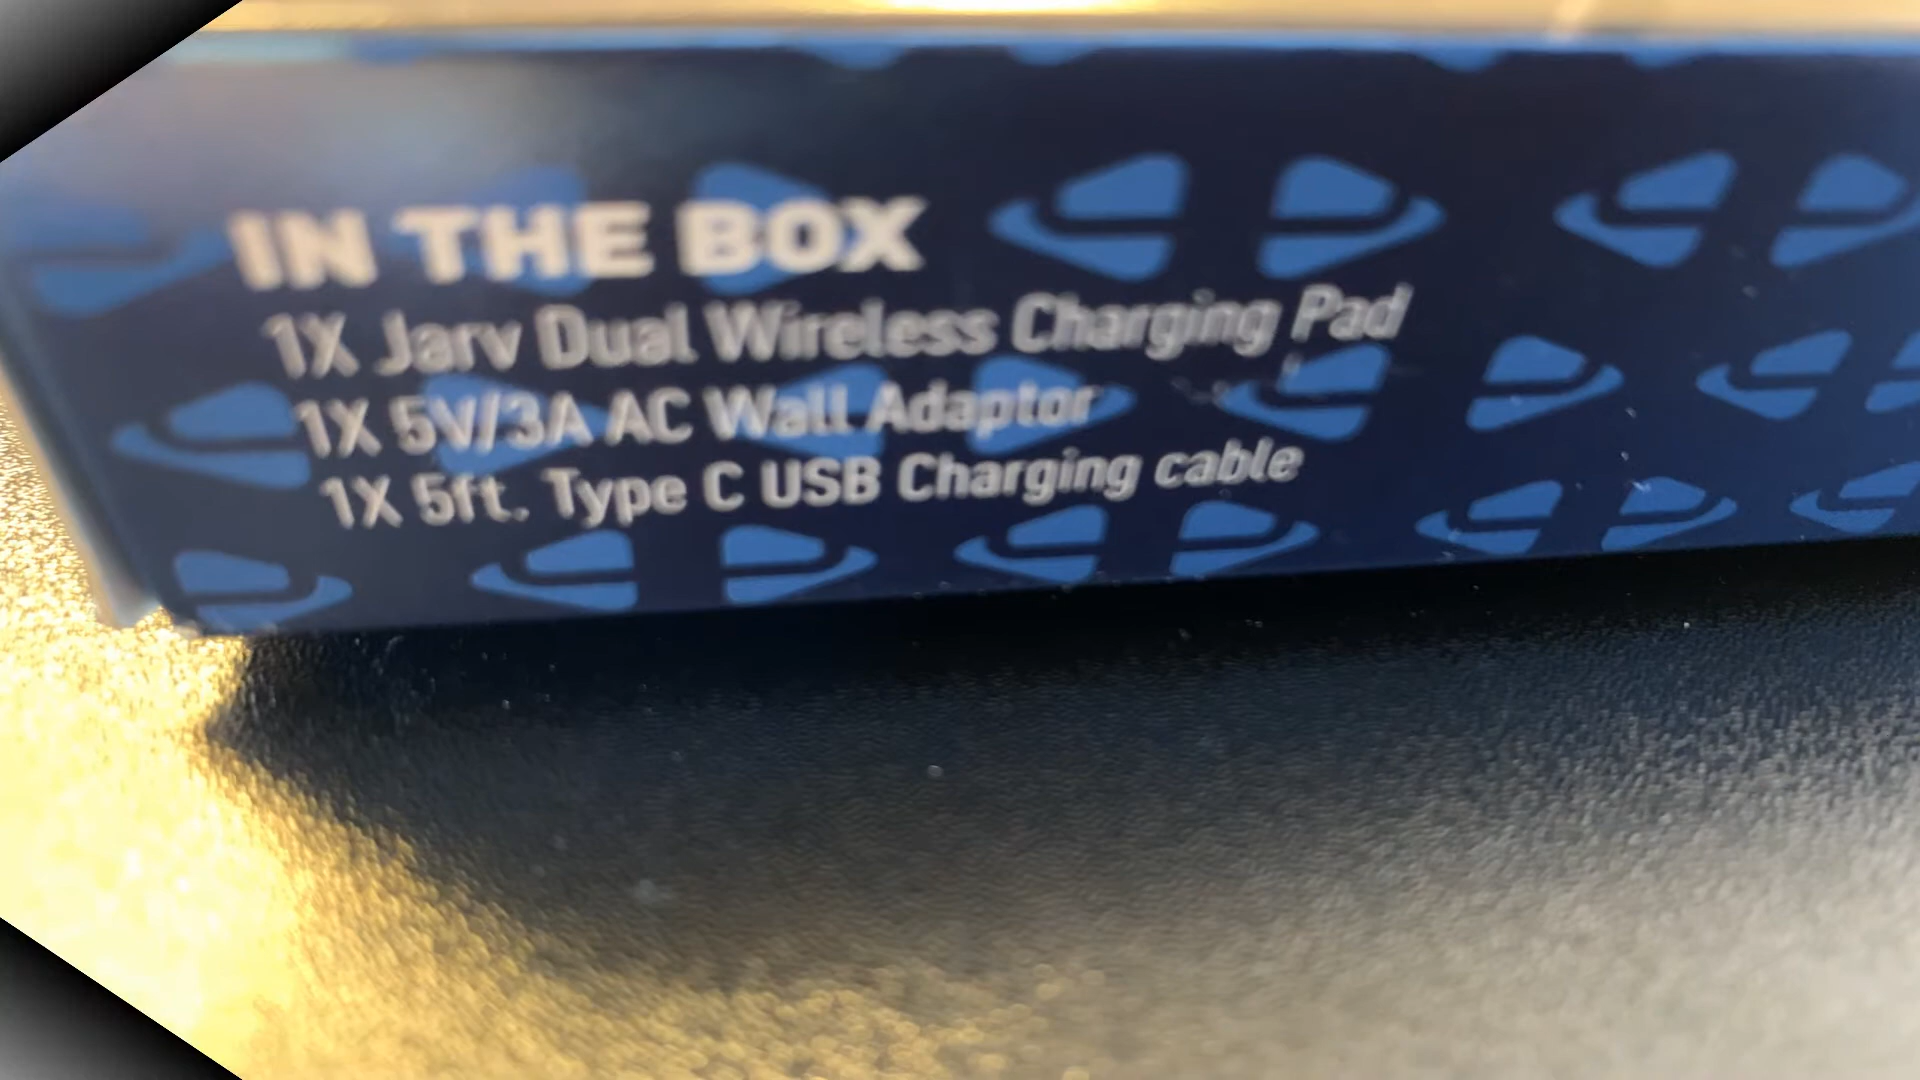 IN THE BOX
1X Jarv Dual Wireless Charging Pad
1X 5V/3A AC Wall Adaptor
1X 5ft. Type C USB Charging cable